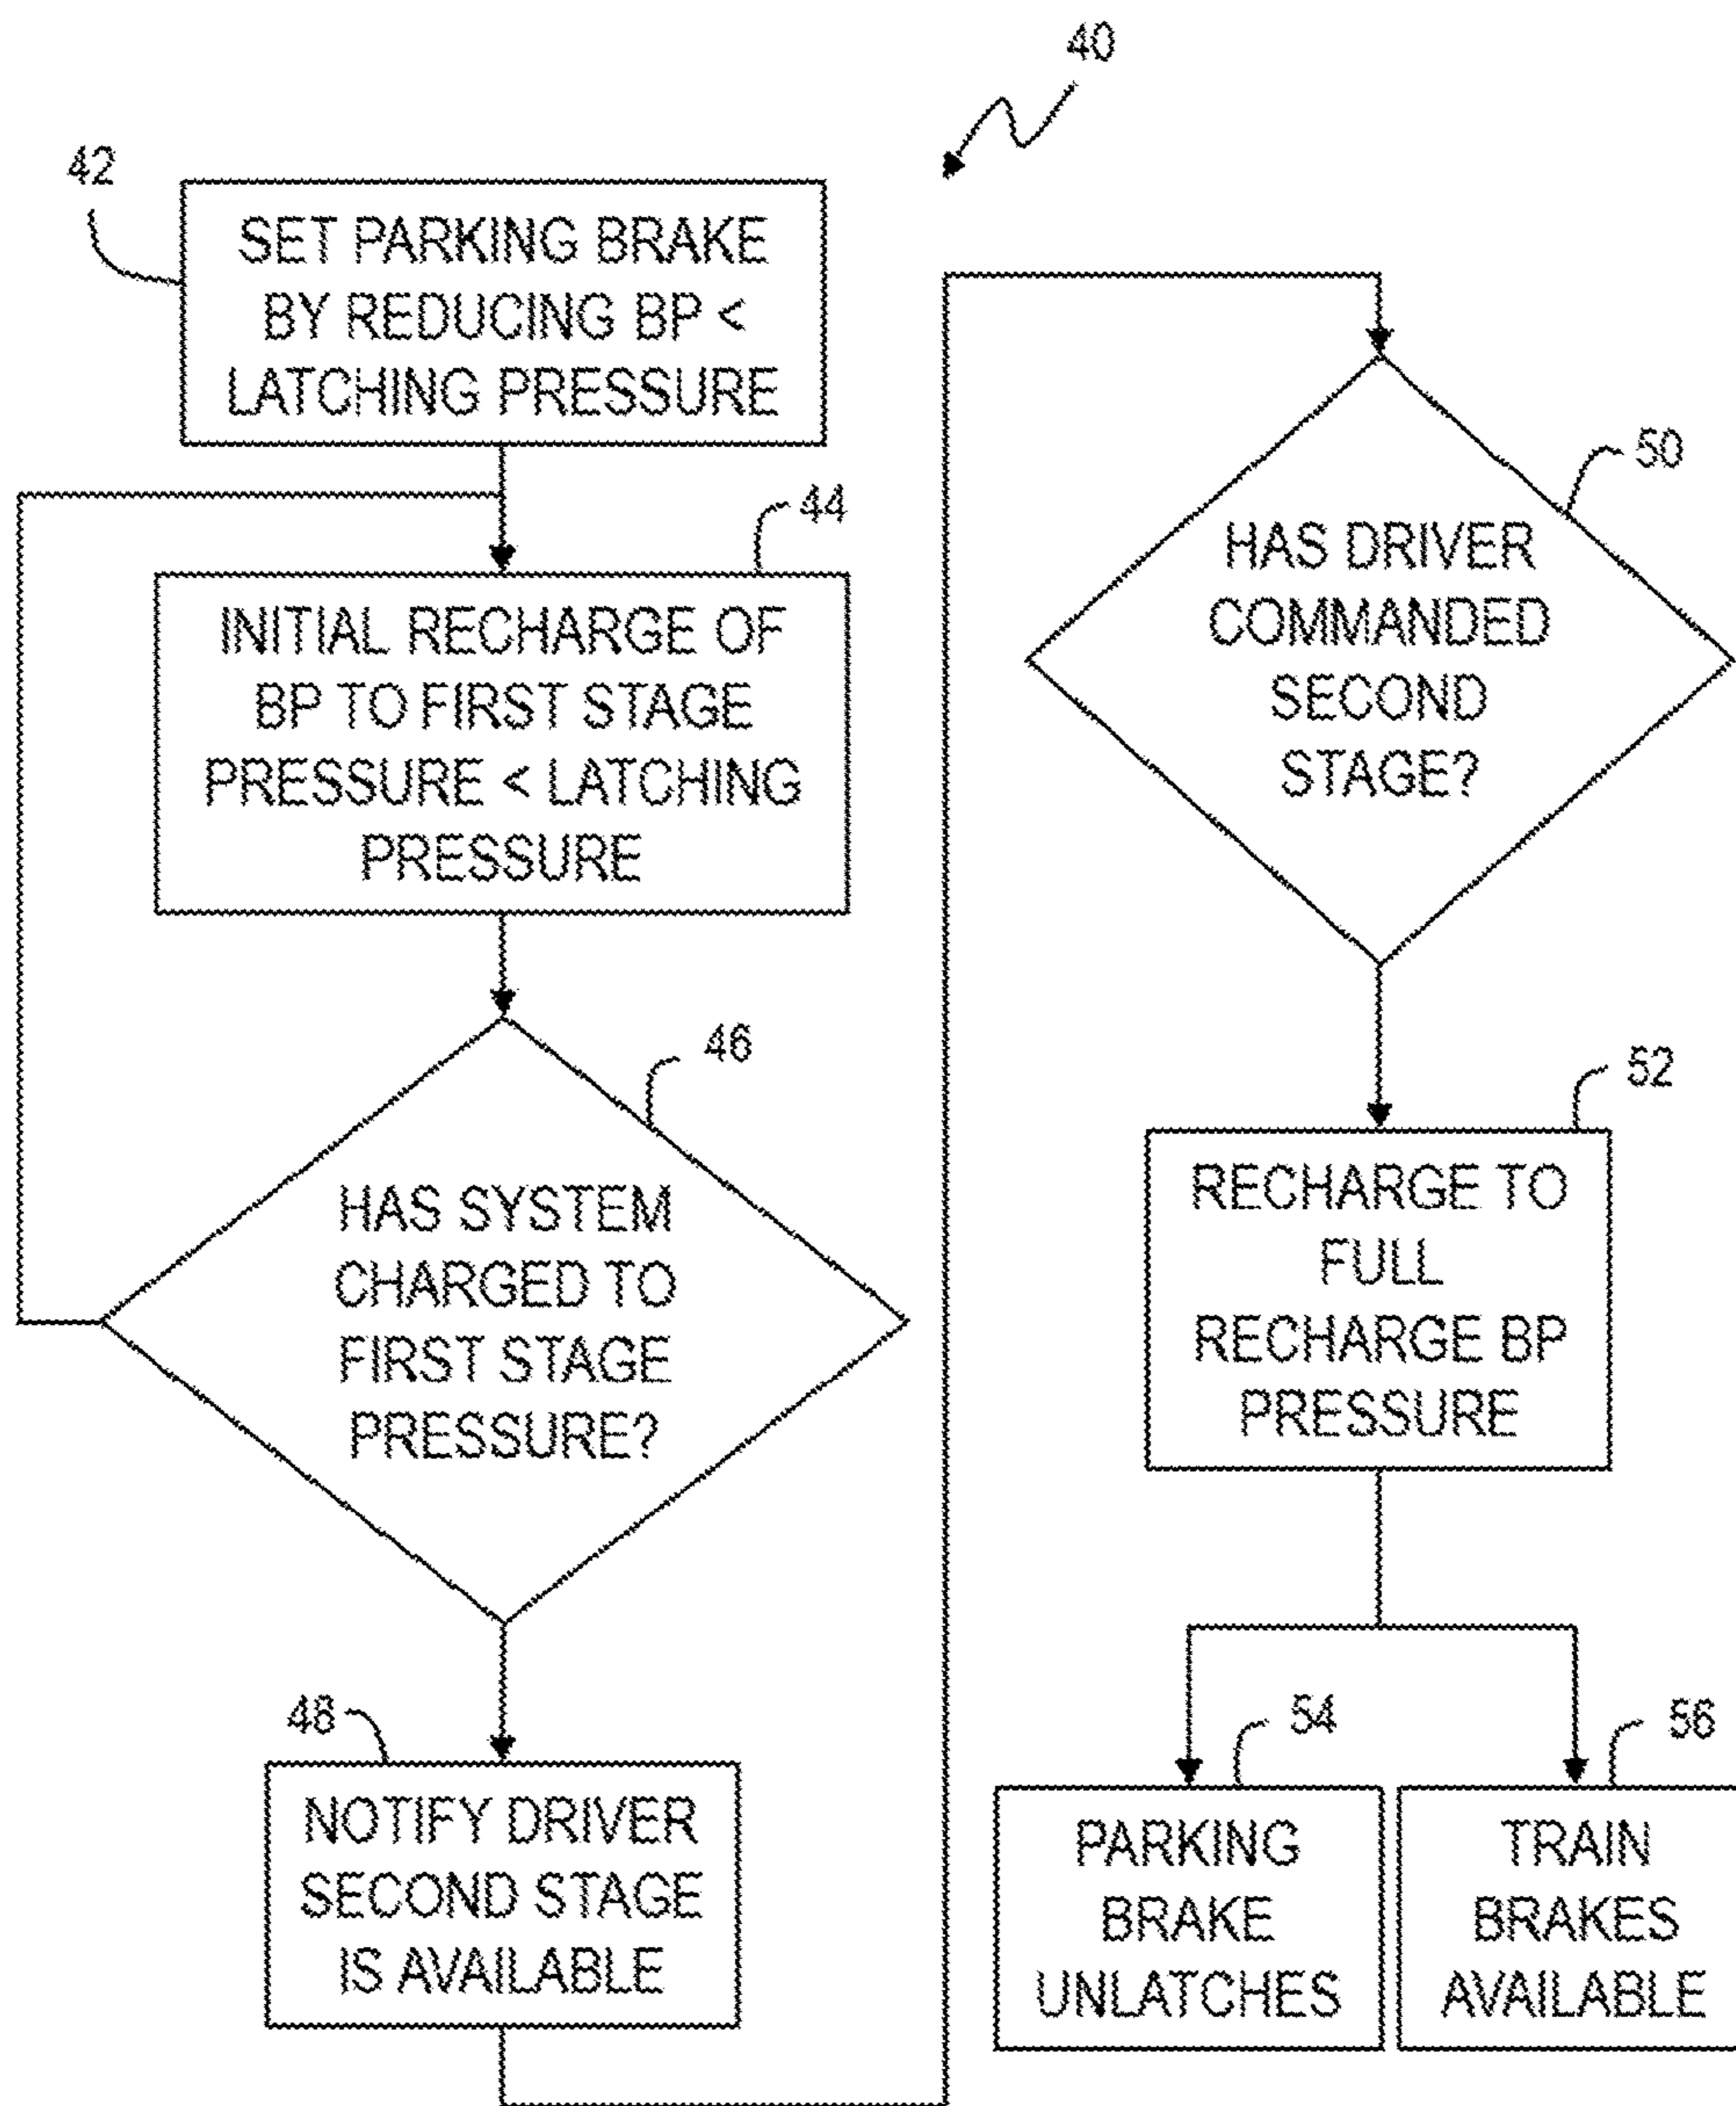 40
42
SET PARKING BRAKE
BY REDUCING BP <
LATCHING PRESSURE
44
INITIAL RECHARGE OF
BP TO FIRST STAGE
PRESSURE < LATCHING
PRESSURE
46
HAS SYSTEM
CHARGED TO
FIRST STAGE
PRESSURE?
48
NOTIFY DRIVER
SECOND STAGE
IS AVAILABLE
50
HAS DRIVER
COMMANDED
SECOND
STAGE?
52
RECHARGE TO
FULL
RECHARGE BP
PRESSURE
54
PARKING
BRAKE
UNLATCHES
56
TRAIN
BRAKES
AVAILABLE